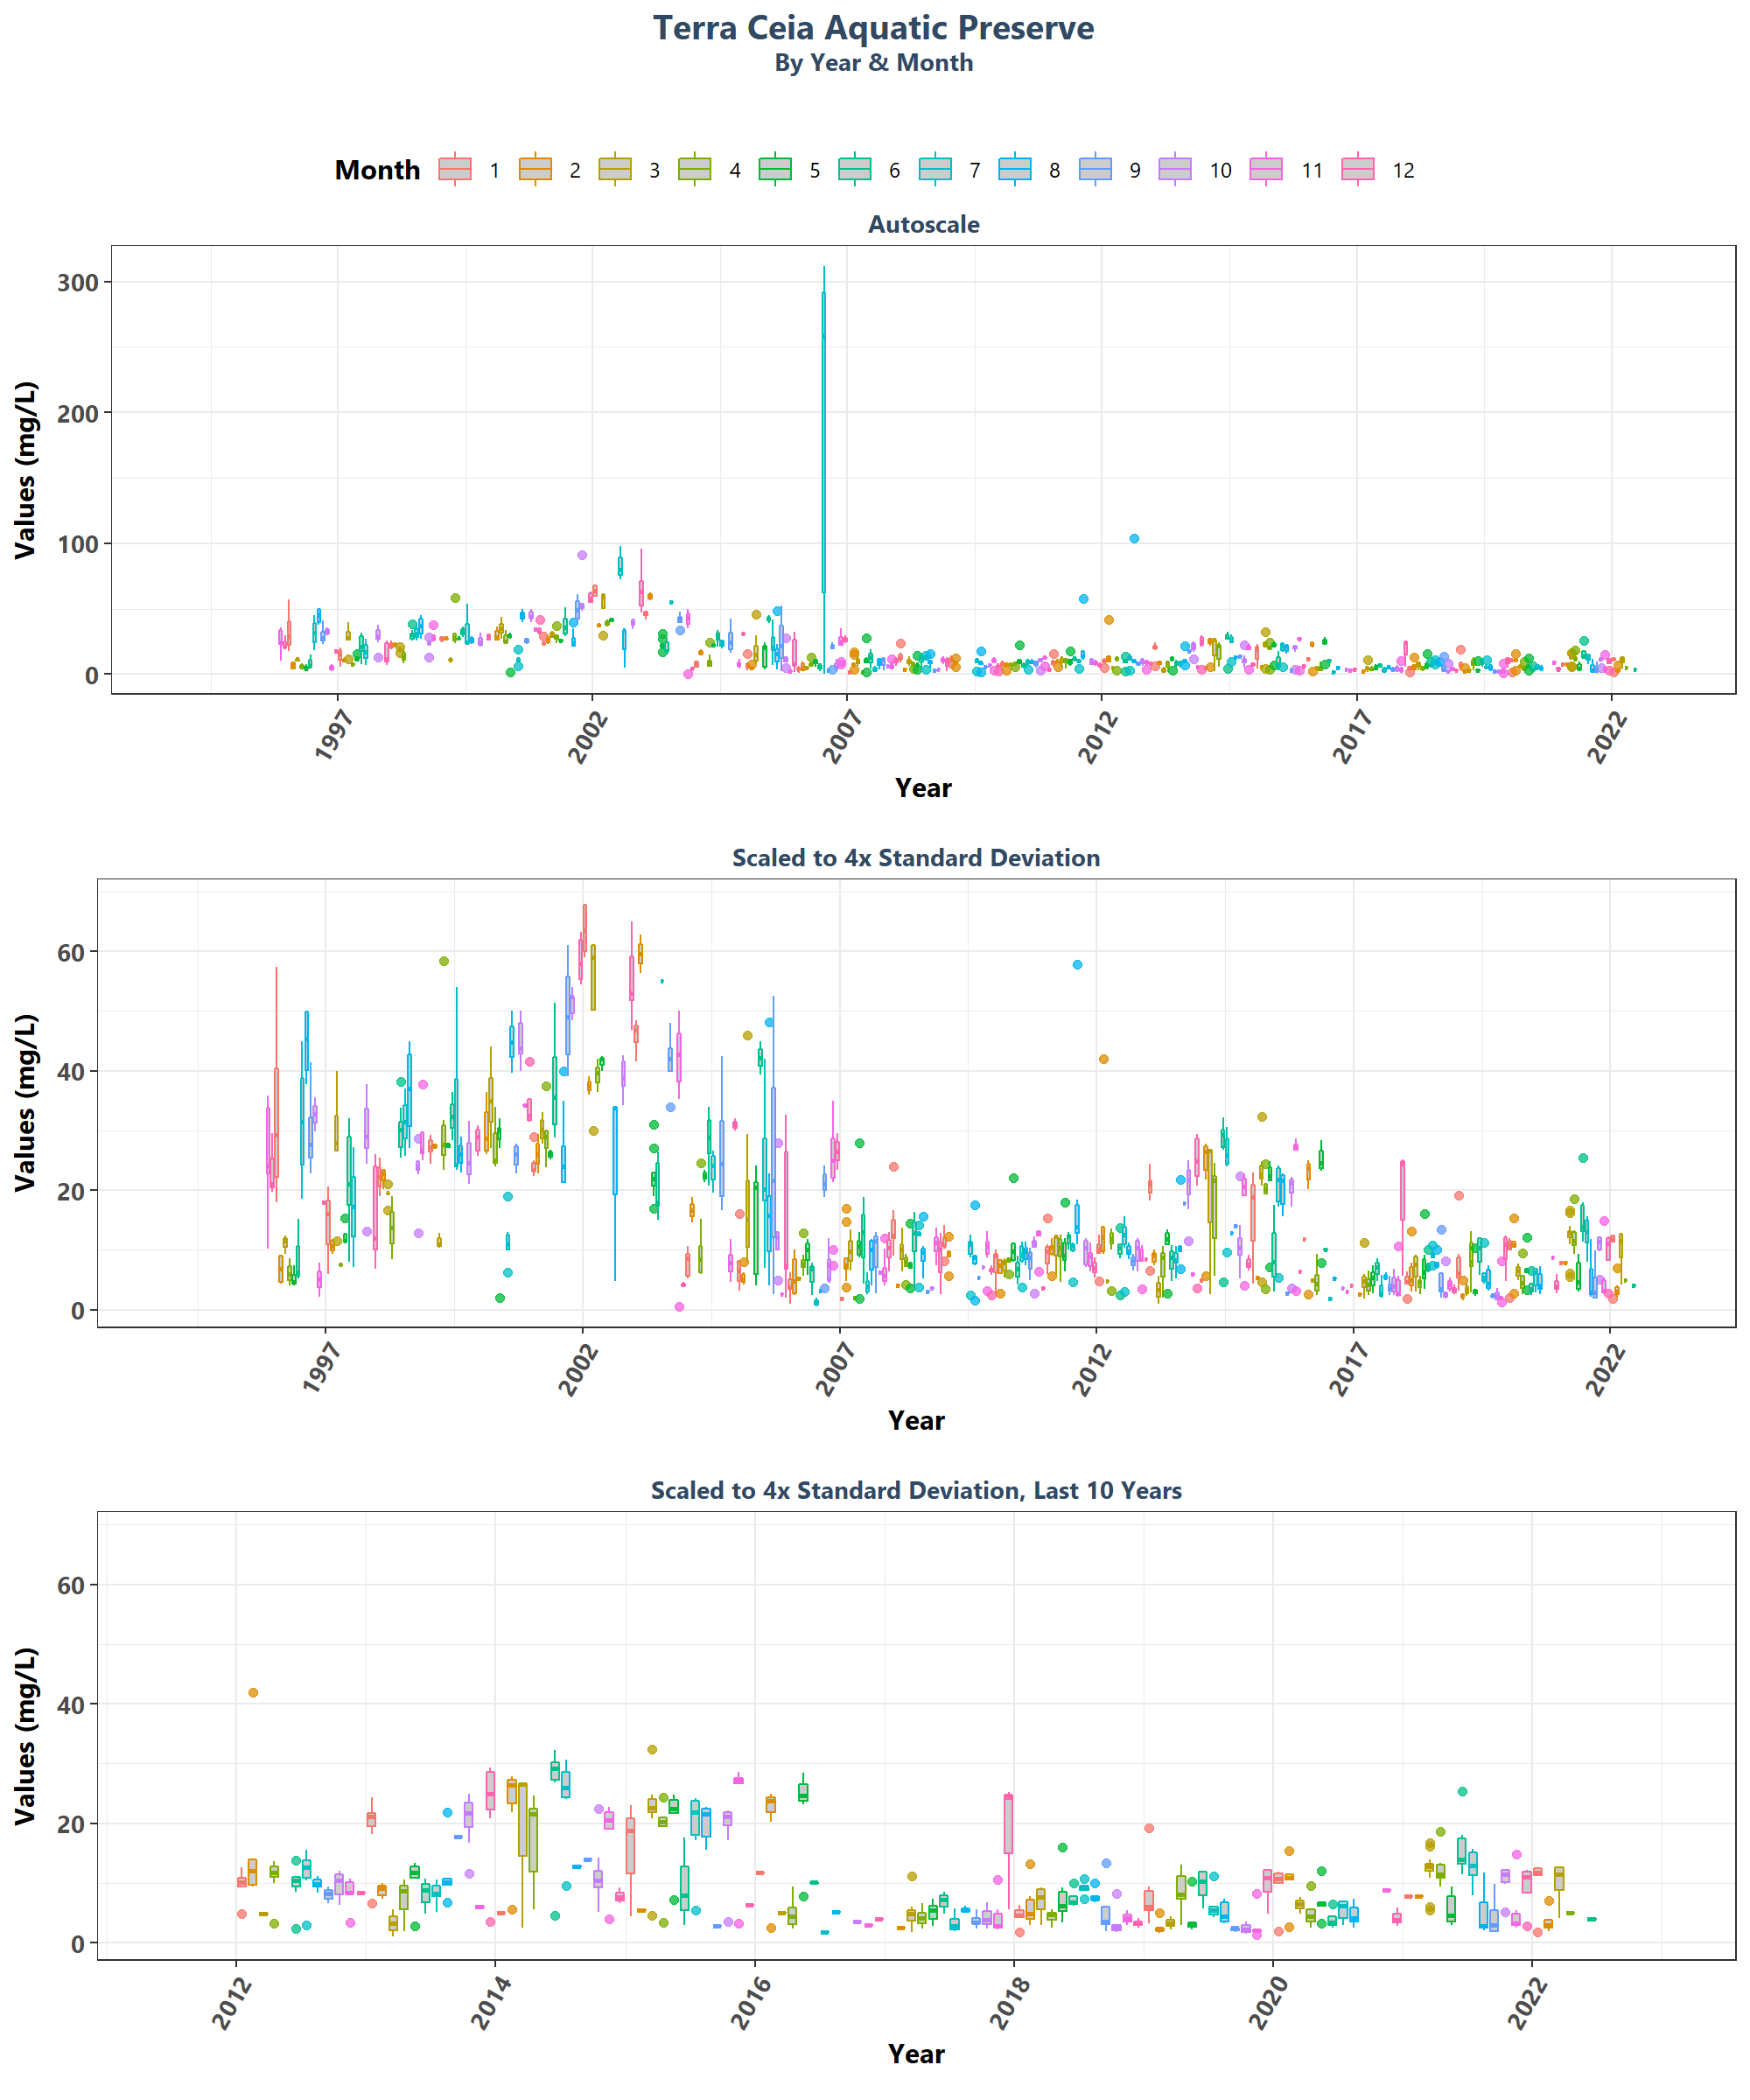 Terra Ceia Aquatic Preserve
By Year & Month
Month 1 2 3 4 5 6 7 8 9 10 11 12
Autoscale
Values (mg/L)
300
200
100
0
1997 2002 2007 2012 2017 2022
Year
Scaled to 4x Standard Deviation
Values (mg/L)
60
40
20
0
1997 2002 2007 2012 2017 2022
Year
Scaled to 4x Standard Deviation, Last 10 Years
Values (mg/L)
60
40
20
0
2012 2014 2016 2018 2020 2022
Year